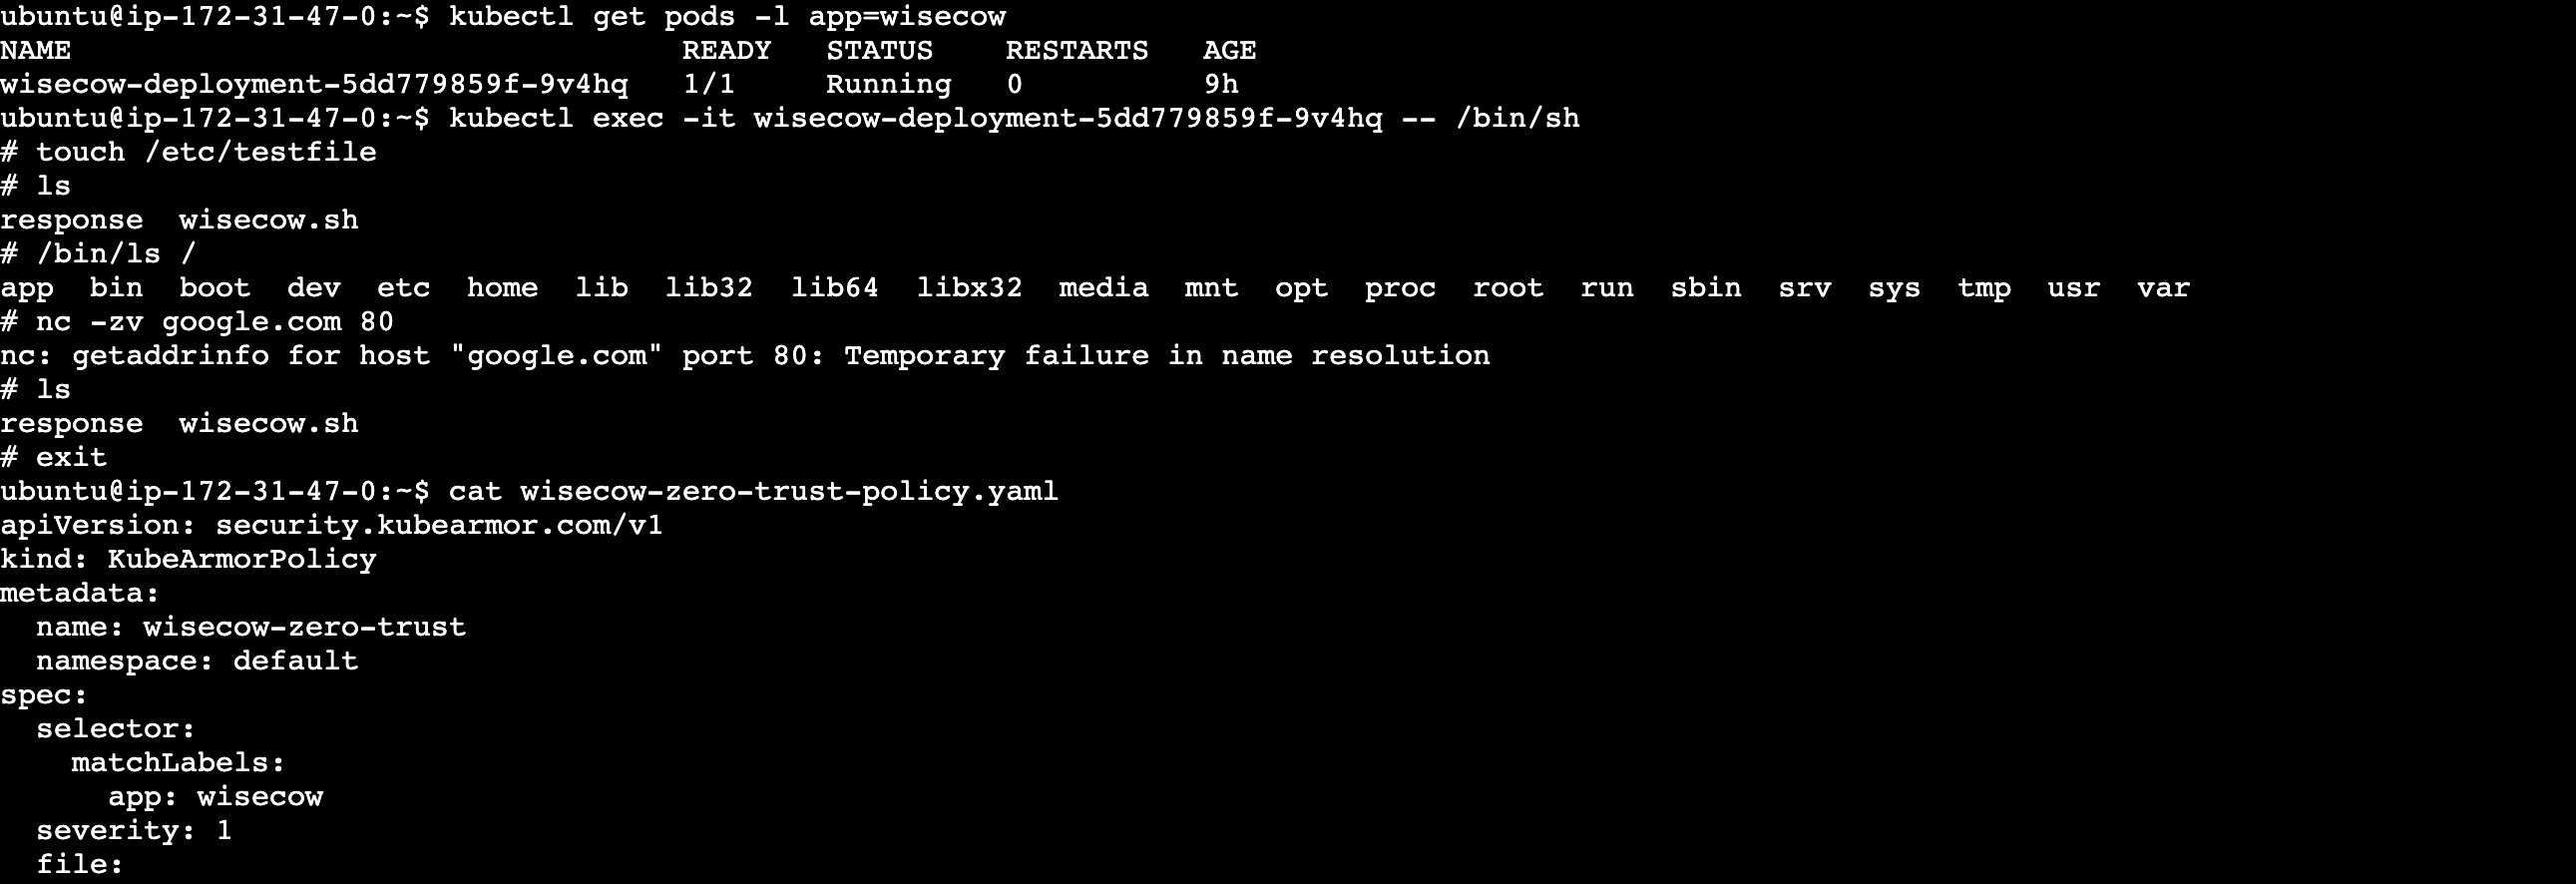 ubuntu@ip-172-31-47-0:~$ kubectl get pods -l app=wisecow
NAME                                  READY   STATUS    RESTARTS   AGE
wisecow-deployment-5dd779859f-9v4hq   1/1     Running   0          9h
ubuntu@ip-172-31-47-0:~$ kubectl exec -it wisecow-deployment-5dd779859f-9v4hq -- /bin/sh
# touch /etc/testfile
# ls
response  wisecow.sh
# /bin/ls /
app  bin  boot  dev  etc  home  lib  lib32  lib64  libx32  media  mnt  opt  proc  root  run  sbin  srv  sys  tmp  usr  var
# nc -zv google.com 80
nc: getaddrinfo for host "google.com" port 80: Temporary failure in name resolution
# ls
response  wisecow.sh
# exit
ubuntu@ip-172-31-47-0:~$ cat wisecow-zero-trust-policy.yaml
apiVersion: security.kubearmor.com/v1
kind: KubeArmorPolicy
metadata:
  name: wisecow-zero-trust
  namespace: default
spec:
  selector:
    matchLabels:
      app: wisecow
  severity: 1
  file: